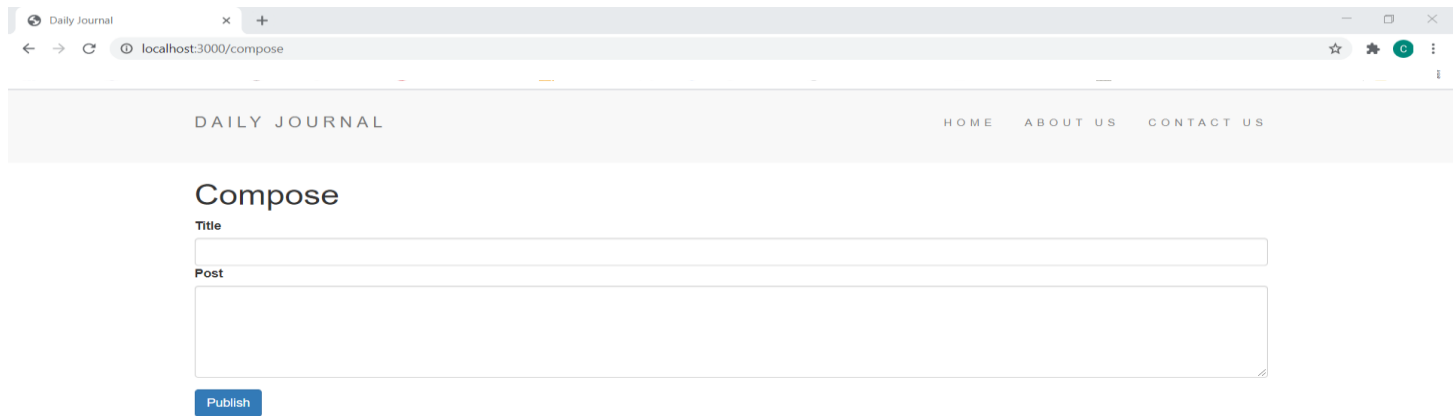 Daily Journal
localhost:3000/compose
C
DAILY JOURNAL HOME ABOUT US CONTACT US
Compose
Title
Post
Publish